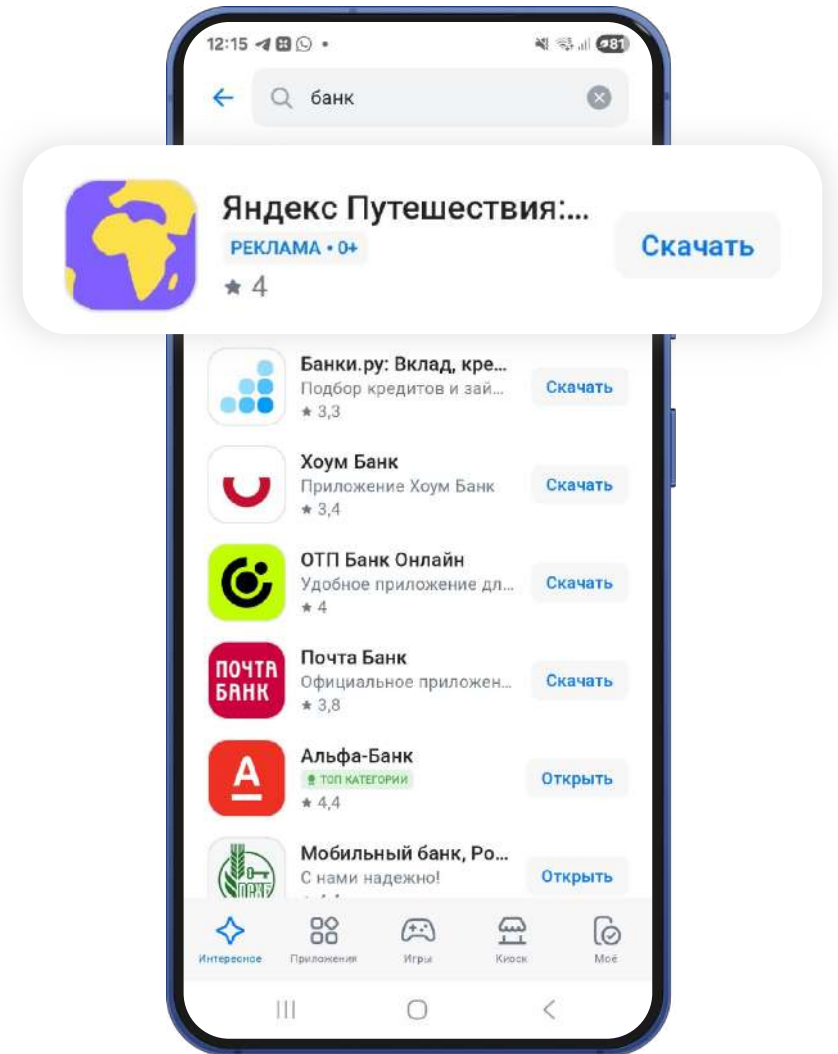 12:15
81
банк
Яндекс Путешествия:...
РЕКЛАМА • 0+
4
Скачать
Банки.ру: Вклад, кре...
Подбор кредитов и зай...
3,3
Скачать
Хоум Банк
Приложение Хоум Банк
3,4
Скачать
ОТП Банк Онлайн
Удобное приложение дл...
4
Скачать
ПОЧТА
БАНК
Почта Банк
Официальное приложен...
3,8
Скачать
А
Альфа-Банк
ТОП КАТЕГОРИИ
4,4
Открыть
Мобильный банк, Ро...
С нами надежно!
Открыть
Интересное
Приложения
Игры
Киоск
Моё